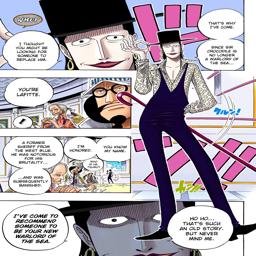 WHO?!
I THOUGHT
YOU MIGHT BE
LOOKING FOR
SOMEONE TO
REPLACE HIM.
THAT'S WHY
I'VE COME.
SINCE SIR
CROCODILE IS
NO LONGER
A WARLORD OF
THE SEA...
YOU'RE
LAFITTE.
クルン!
A FORMER
SHERIFF FROM
THE WEST BLUE.
HE WAS NOTORIOUS
FOR HIS
BRUTALITY...
...AND WAS
SUBSEQUENTLY
BANISHED.
I'M
HONORED.
YOU KNOW
MY NAME.
I'VE COME TO
RECOMMEND
SOMEONE TO
BE YOUR NEW
WARLORD OF
THE SEA.
HO HO...
THAT'S SUCH
AN OLD STORY.
BUT NEVER
MIND ME.